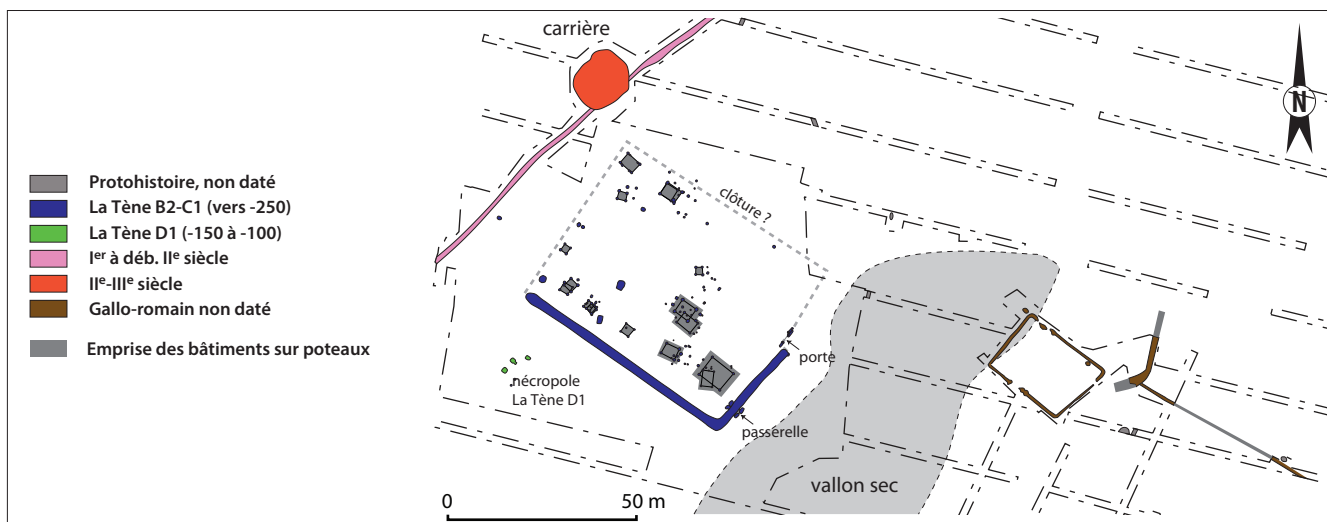 carrière
N
Protohistoire, non daté
La Tène B2-C1 (vers -250)
La Tène D1 (-150 à -100)
Ier à déb. IIe siècle
IIe-IIIe siècle
Gallo-romain non daté
Emprise des bâtiments sur poteaux
clôture ?
porte
nécropole
La Tène D1
passerelle
vallon sec
0 50 m